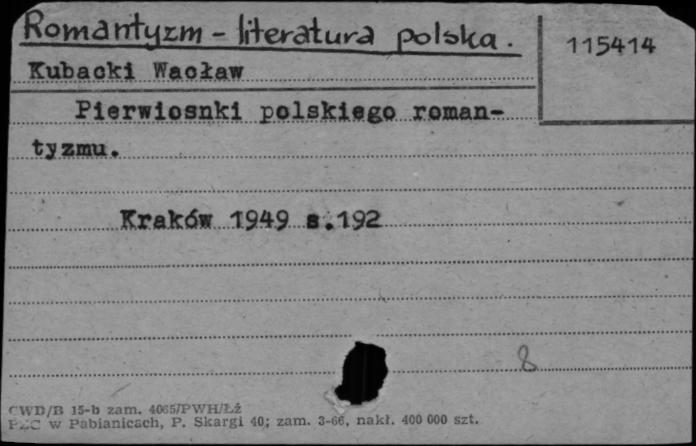 Romantyzm - literatura polska.
115414
Kubacki Wacław
Pierwiosnki polskiego roman-
tyzmu.
Kraków 1949 s.192
8
CWD/B 15-b zam. 4065/PWH/Łż
PZG w Pabianicach, P. Skargi 40; zam. 3-66, nakł. 400 000 szt.